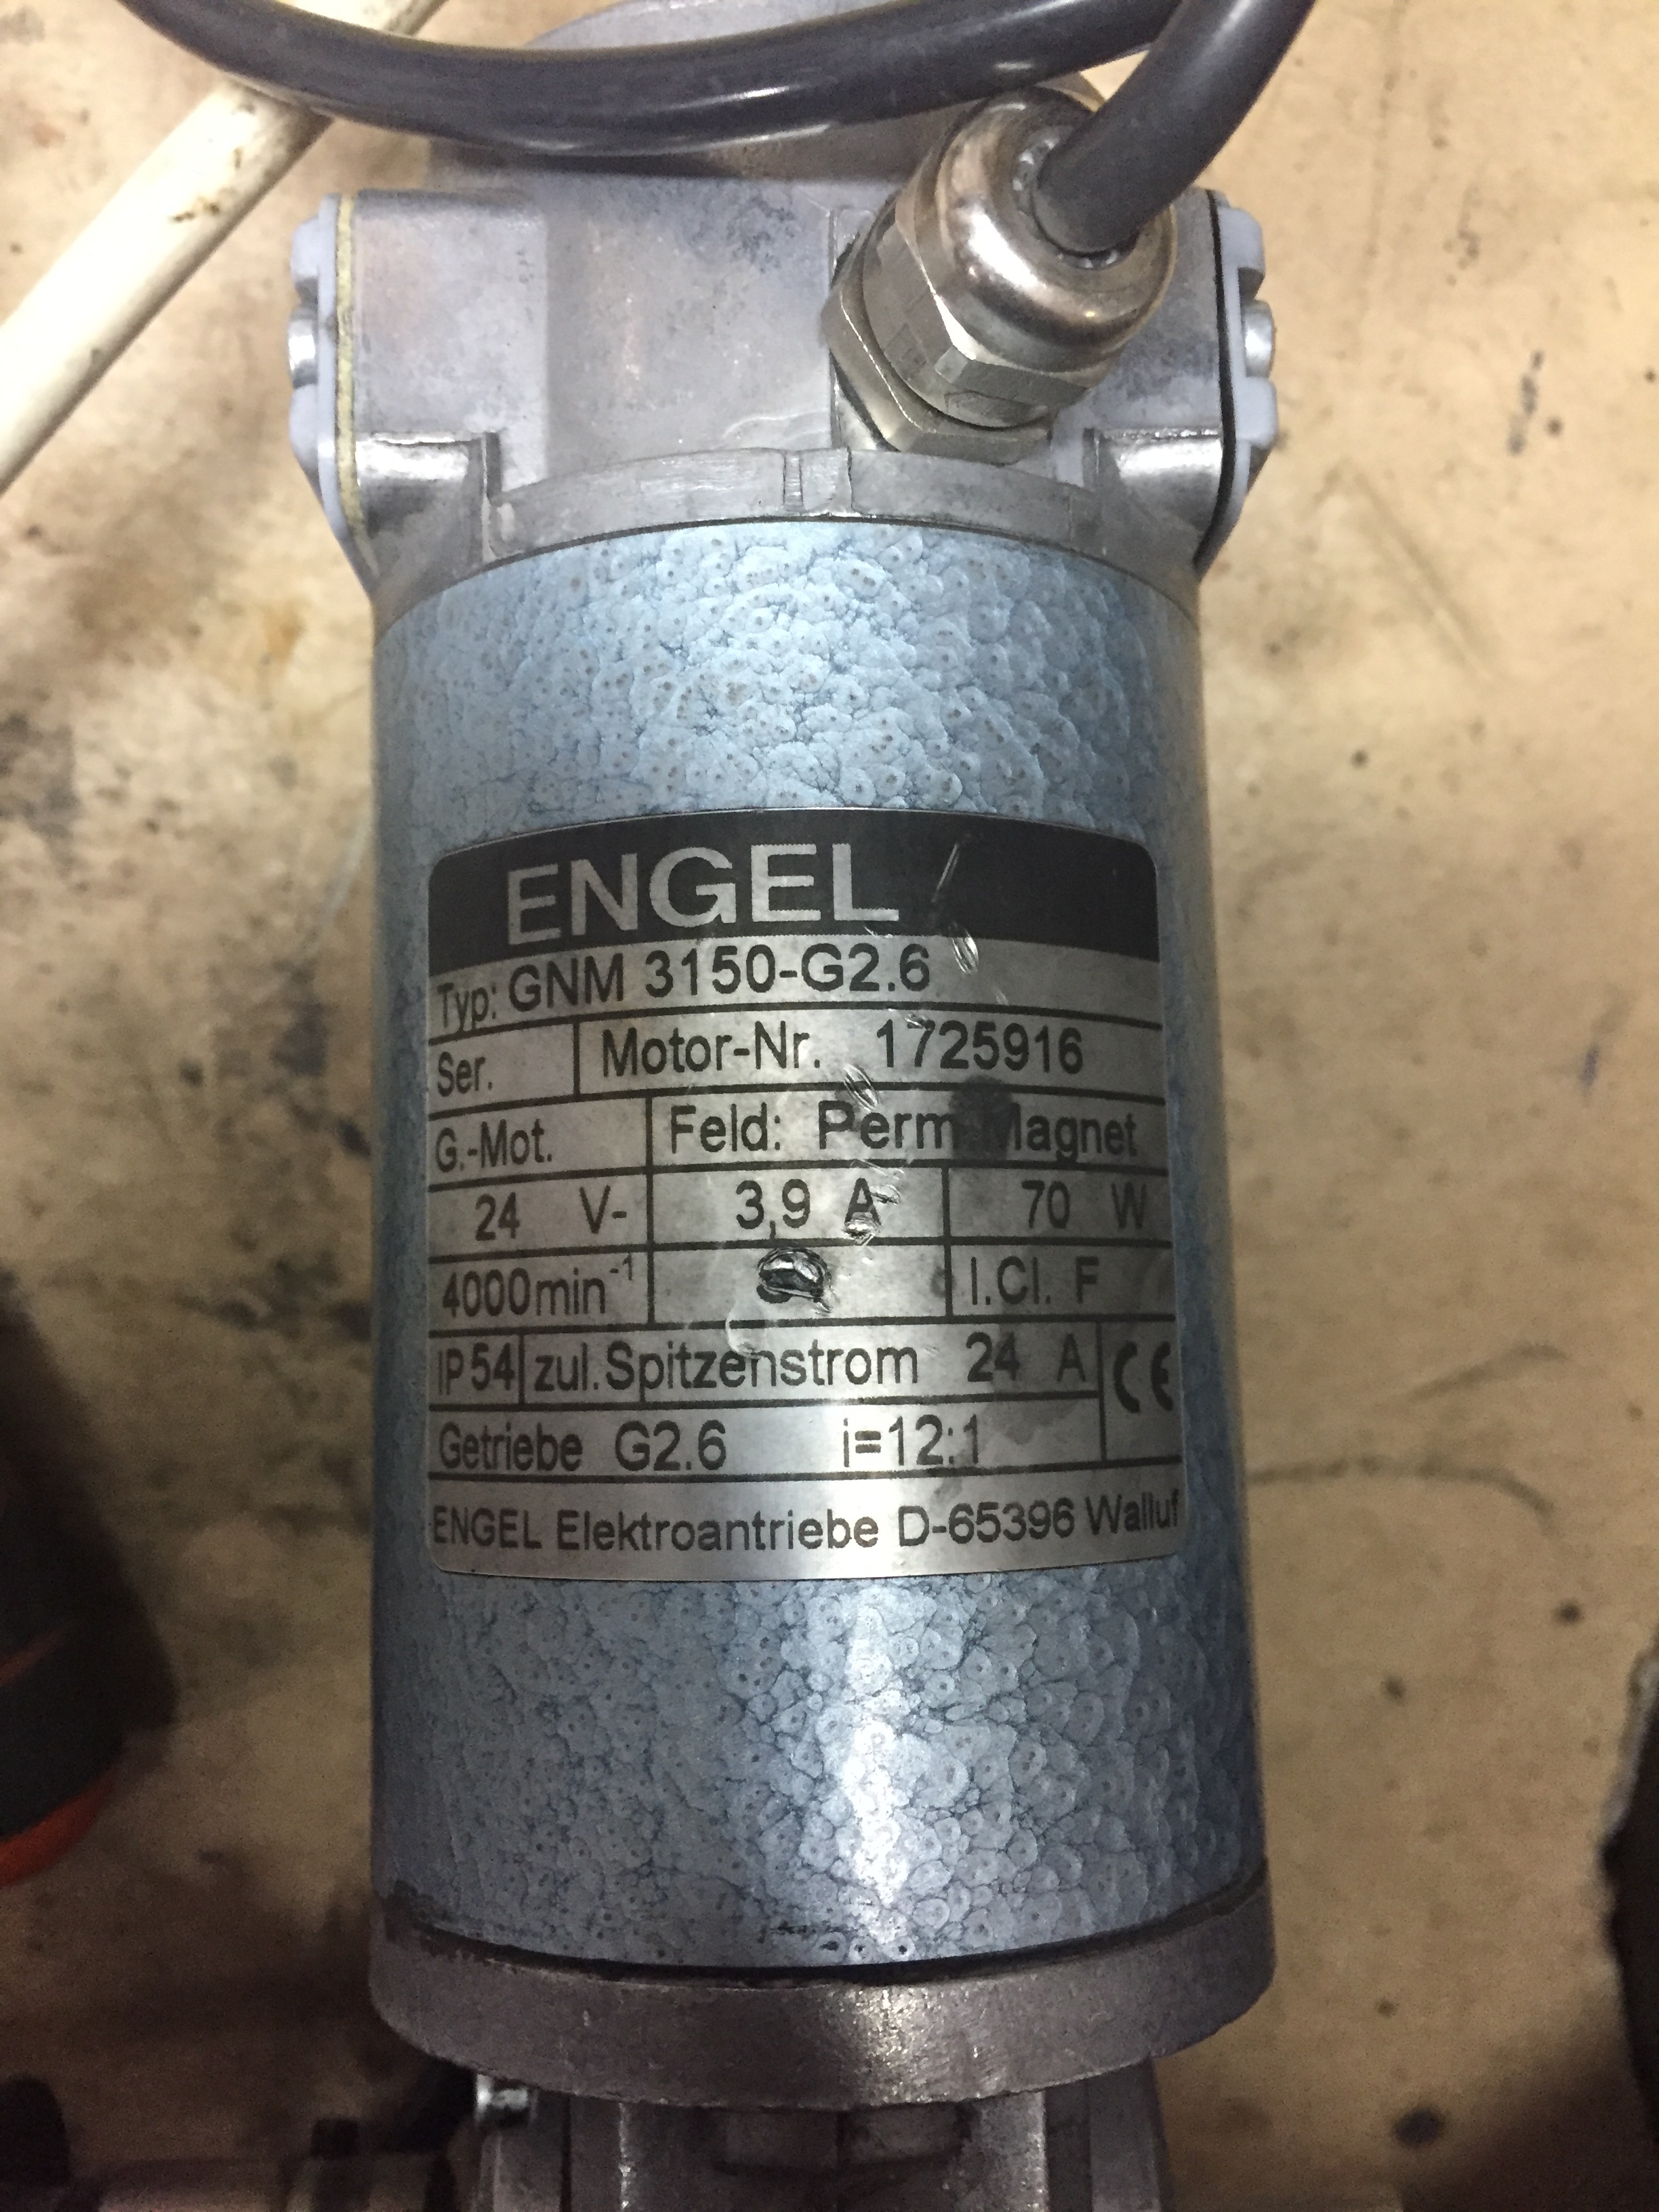 ENGEL
Typ: GNM 3150-G2.6
Ser. Motor-Nr. 1725916
G.-Mot. Feld: Perm Magnet
24 V- 3,9 A 70 W
4000min⁻¹ I.Cl. F
IP54 zul.Spitzenstrom 24 A CE
Getriebe G2.6 i=12:1
ENGEL Elektroantriebe D-65396 Walluf